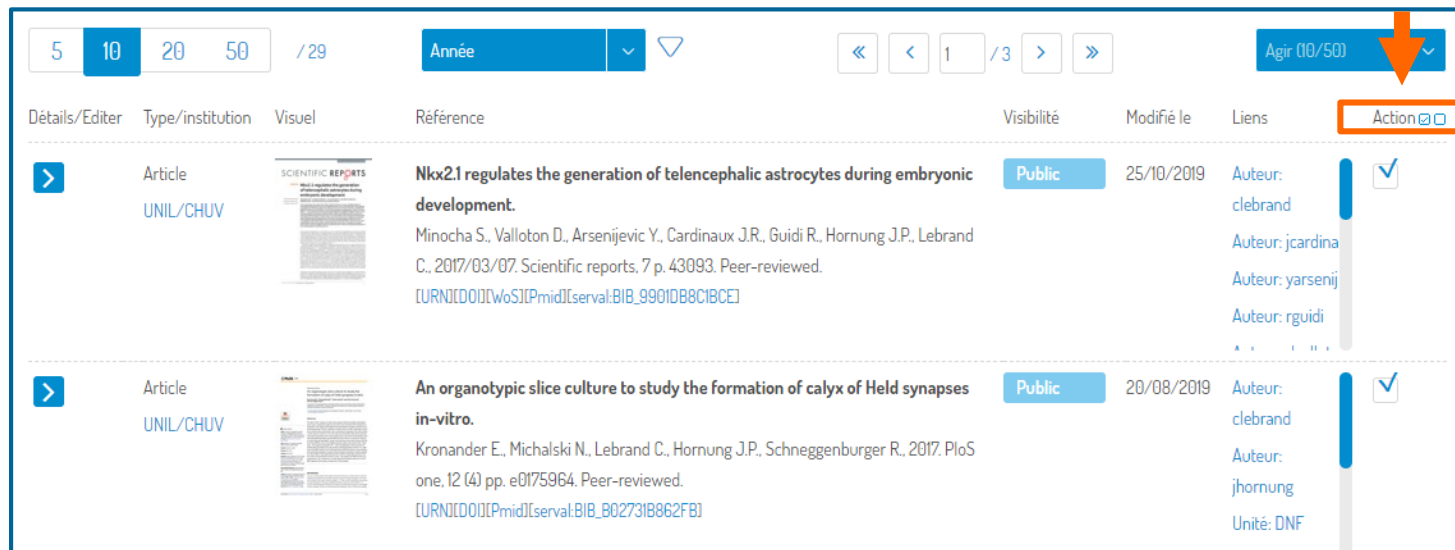 5 10 20 50 / 29 Année 1 / 3 Agir (10/50)
Détails/Editer Type/institution Visuel Référence Visibilité Modifié le Liens Action
Article
UNIL/CHUV
SCIENTIFIC REPORTS
Nkx2.1 regulates the generation of telencephalic astrocytes during embryonic
development.
Minocha S., Valloton D., Arsenijevic Y., Cardinaux J.R., Guidi R., Hornung J.P., Lebrand
C., 2017/03/07. Scientific reports, 7 p. 43093. Peer-reviewed.
[URN][DOI][WoS][Pmid][serval:BIB_9901DB8C1BCE]
Public
25/10/2019
Auteur:
clebrand
Auteur: jcardina
Auteur: yarsenij
Auteur: rguidi
Article
UNIL/CHUV
An organotypic slice culture to study the formation of calyx of Held synapses
in-vitro.
Kronander E., Michalski N., Lebrand C., Hornung J.P., Schneggenburger R., 2017. PloS
one, 12 (4) pp. e0175964. Peer-reviewed.
[URN][DOI][Pmid][serval:BIB_B02731B862FB]
Public
20/08/2019
Auteur:
clebrand
Auteur:
jhornung
Unité: DNF